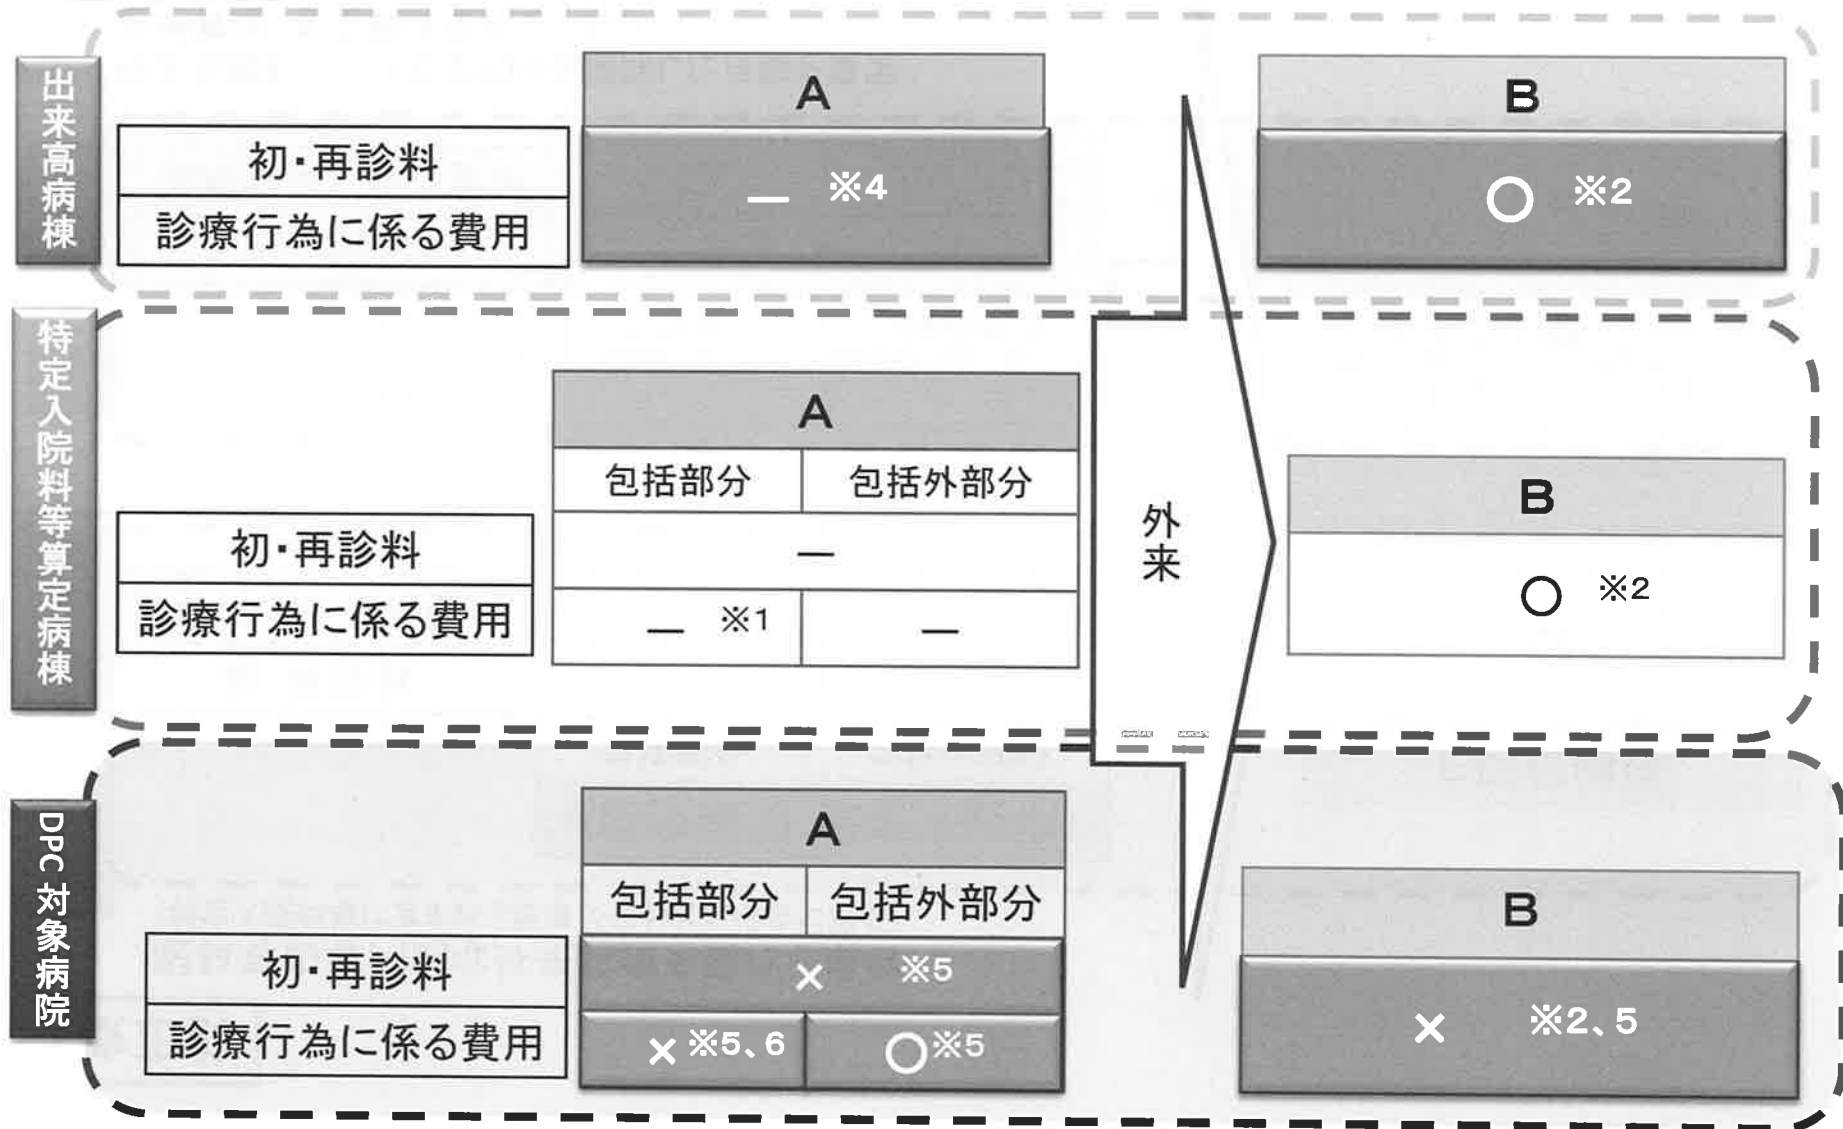 出来高病棟
A
B
初・再診料
診療行為に係る費用
― ※4
○ ※2
特定入院料等算定病棟
A
包括部分
包括外部分
初・再診料
―
診療行為に係る費用
― ※1
―
外来
B
○ ※2
DPC対象病院
A
包括部分
包括外部分
初・再診料
× ※5
診療行為に係る費用
× ※5、6
○※5
B
× ※2、5